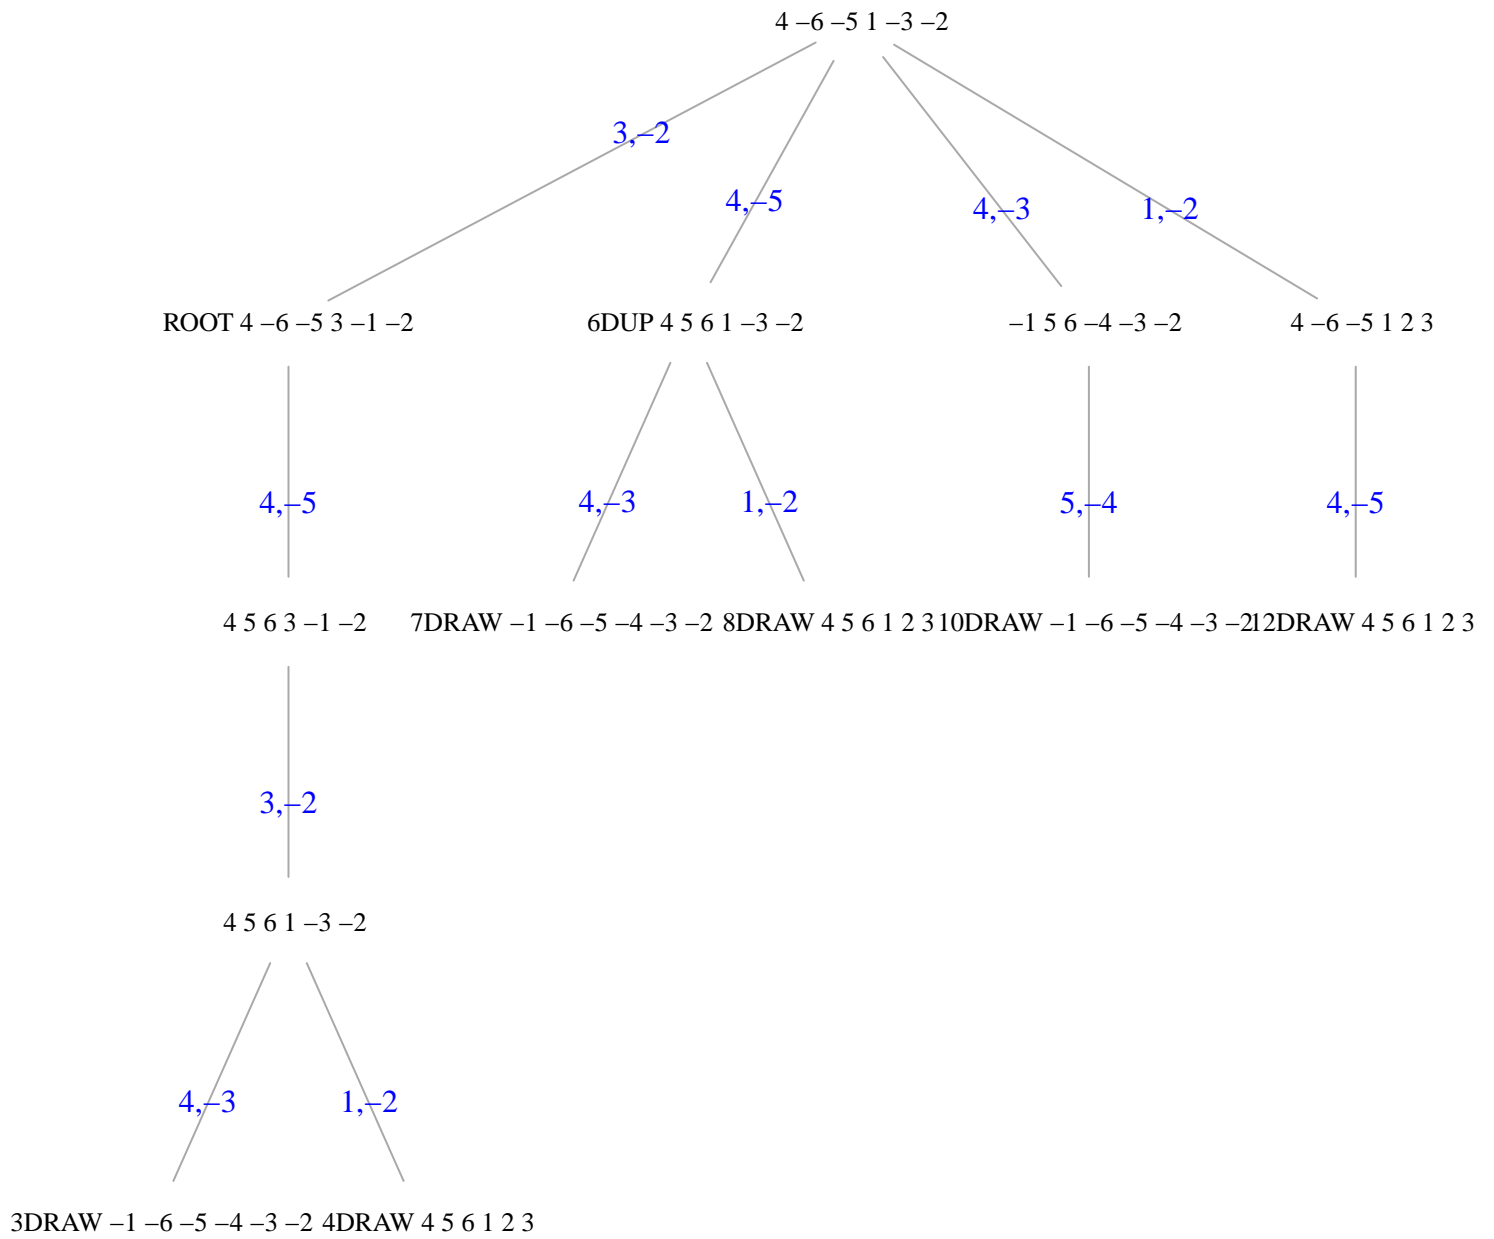 4 –6 –5 1 –3 –2
3,–2
4,–5
4,–3
1,–2
ROOT 4 –6 –5 3 –1 –2
6DUP 4 5 6 1 –3 –2
–1 5 6 –4 –3 –2
4 –6 –5 1 2 3
4,–5
4,–3
1,–2
5,–4
4,–5
4 5 6 3 –1 –2
7DRAW –1 –6 –5 –4 –3 –2
8DRAW 4 5 6 1 2 3
10DRAW –1 –6 –5 –4 –3 –2
12DRAW 4 5 6 1 2 3
3,–2
4 5 6 1 –3 –2
4,–3
1,–2
3DRAW –1 –6 –5 –4 –3 –2
4DRAW 4 5 6 1 2 3